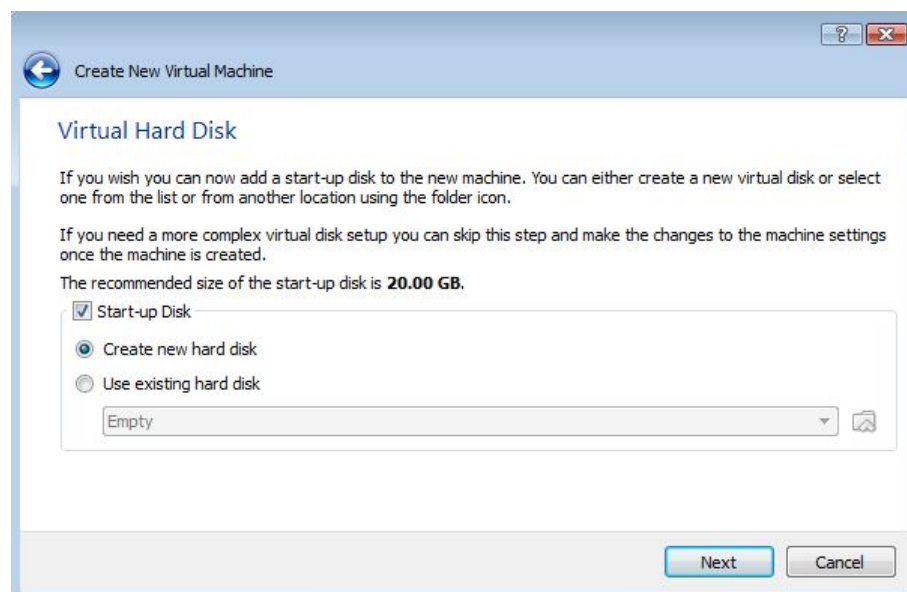 Create New Virtual Machine
Virtual Hard Disk
If you wish you can now add a start-up disk to the new machine. You can either create a new virtual disk or select
one from the list or from another location using the folder icon.
If you need a more complex virtual disk setup you can skip this step and make the changes to the machine settings
once the machine is created.
The recommended size of the start-up disk is 20.00 GB.
Start-up Disk
Create new hard disk
Use existing hard disk
Empty
Next Cancel